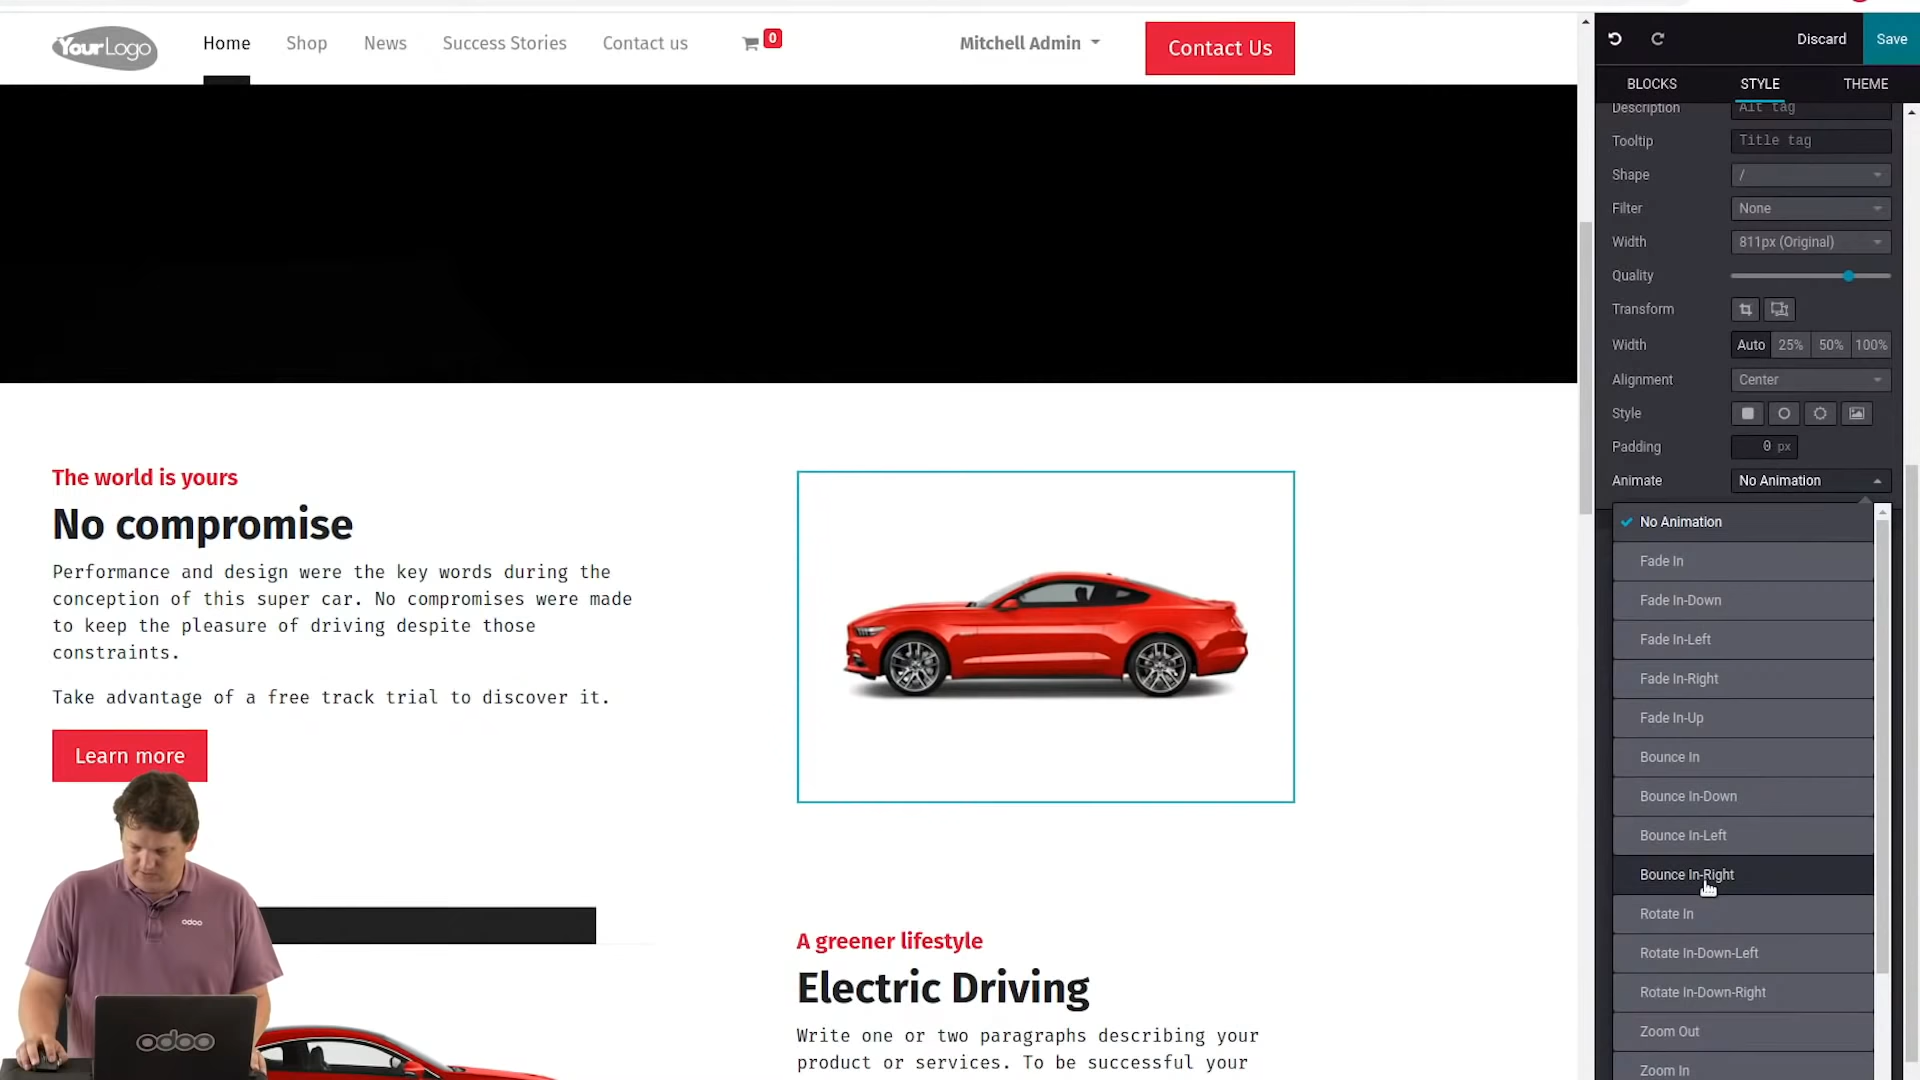 YourLogo
Home
Shop
News
Success Stories
Contact us
0
Mitchell Admin
Contact Us
Discard
Save
BLOCKS
STYLE
THEME
Description
Alt tag
Tooltip
Title tag
Shape
/
Filter
None
Width
811px (Original)
Quality
Transform
Width
Auto
25%
50%
100%
Alignment
Center
Style
Padding
0 px
Animate
No Animation
No Animation
Fade In
Fade In-Down
Fade In-Left
Fade In-Right
Fade In-Up
Bounce In
Bounce In-Down
Bounce In-Left
Bounce In-Right
Rotate In
Rotate In-Down-Left
Rotate In-Down-Right
Zoom Out
Zoom In
The world is yours
No compromise
Performance and design were the key words during the
conception of this super car. No compromises were made
to keep the pleasure of driving despite those
constraints.
Take advantage of a free track trial to discover it.
Learn more
A greener lifestyle
Electric Driving
Write one or two paragraphs describing your
product or services. To be successful your
odoo
odoo